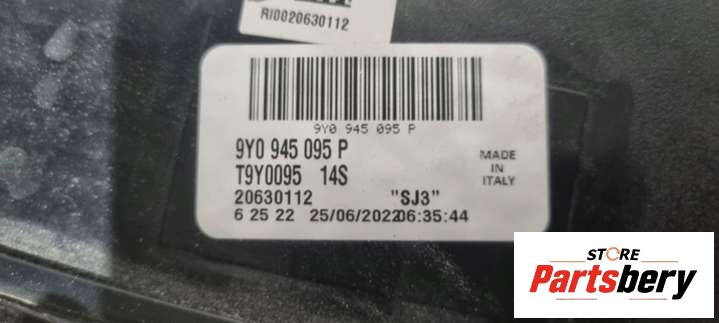 RI0020630112
9Y0 945 095 P
9Y0 945 095 P
T9Y0095 14S
MADE
IN
ITALY
20630112 "SJ3"
6 25 22 25/06/2022 06:35:44
STORE
Partsbery